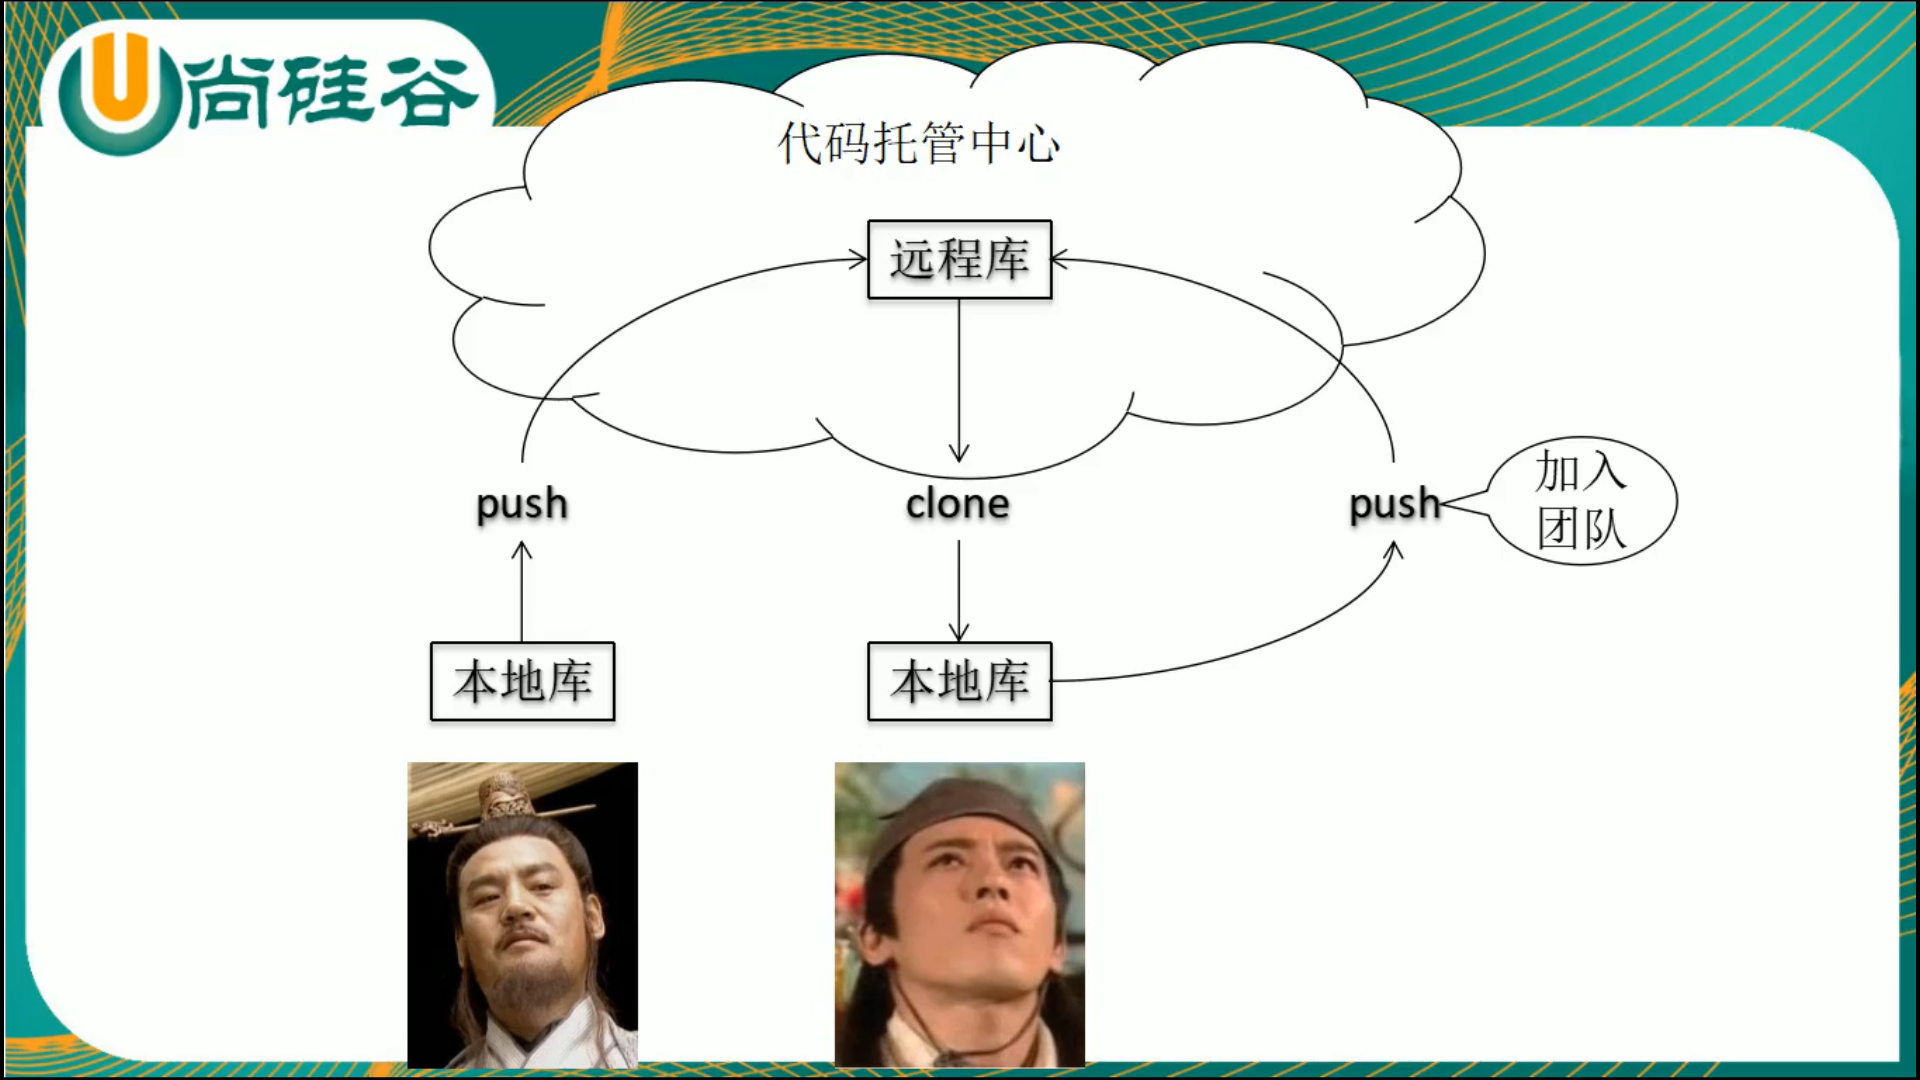 尚硅谷
代码托管中心
远程库
push
clone
push
加入
团队
本地库
本地库